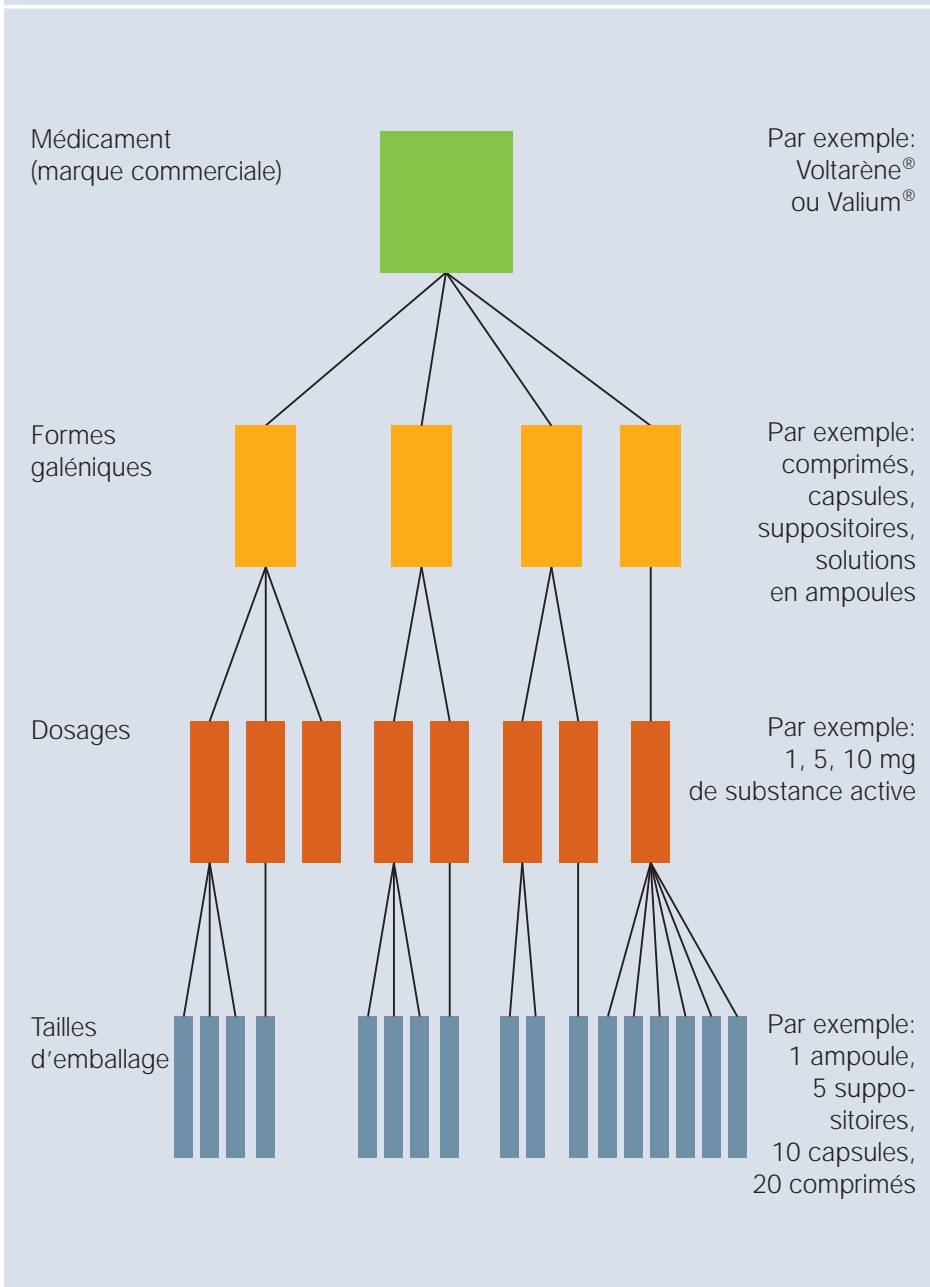 Médicament
(marque commerciale)
Par exemple:
Voltarène®
ou Valium®
Formes
galéniques
Par exemple:
comprimés,
capsules,
suppositoires,
solutions
en ampoules
Dosages
Par exemple:
1, 5, 10 mg
de substance active
Tailles
d’emballage
Par exemple:
1 ampoule,
5 suppo-
sitoires,
10 capsules,
20 comprimés